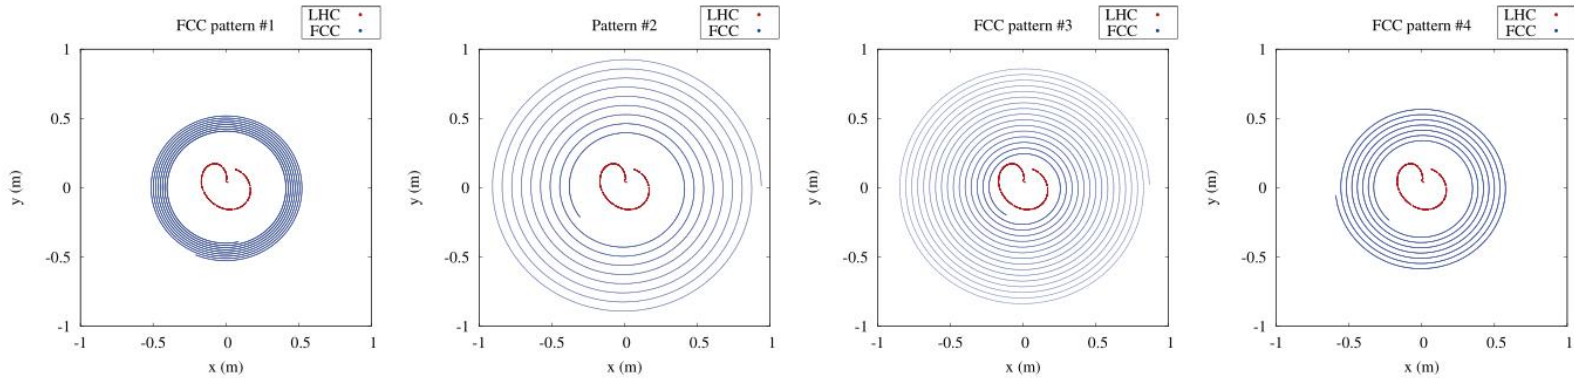 FCC pattern #1
LHC
FCC
1
0.5
0
-0.5
-1
y (m)
-1 -0.5 0 0.5 1
x (m)
Pattern #2
LHC
FCC
1
0.5
0
-0.5
-1
y (m)
-1 -0.5 0 0.5 1
x (m)
FCC pattern #3
LHC
FCC
1
0.5
0
-0.5
-1
y (m)
-1 -0.5 0 0.5 1
x (m)
FCC pattern #4
LHC
FCC
1
0.5
0
-0.5
-1
y (m)
-1 -0.5 0 0.5 1
x (m)